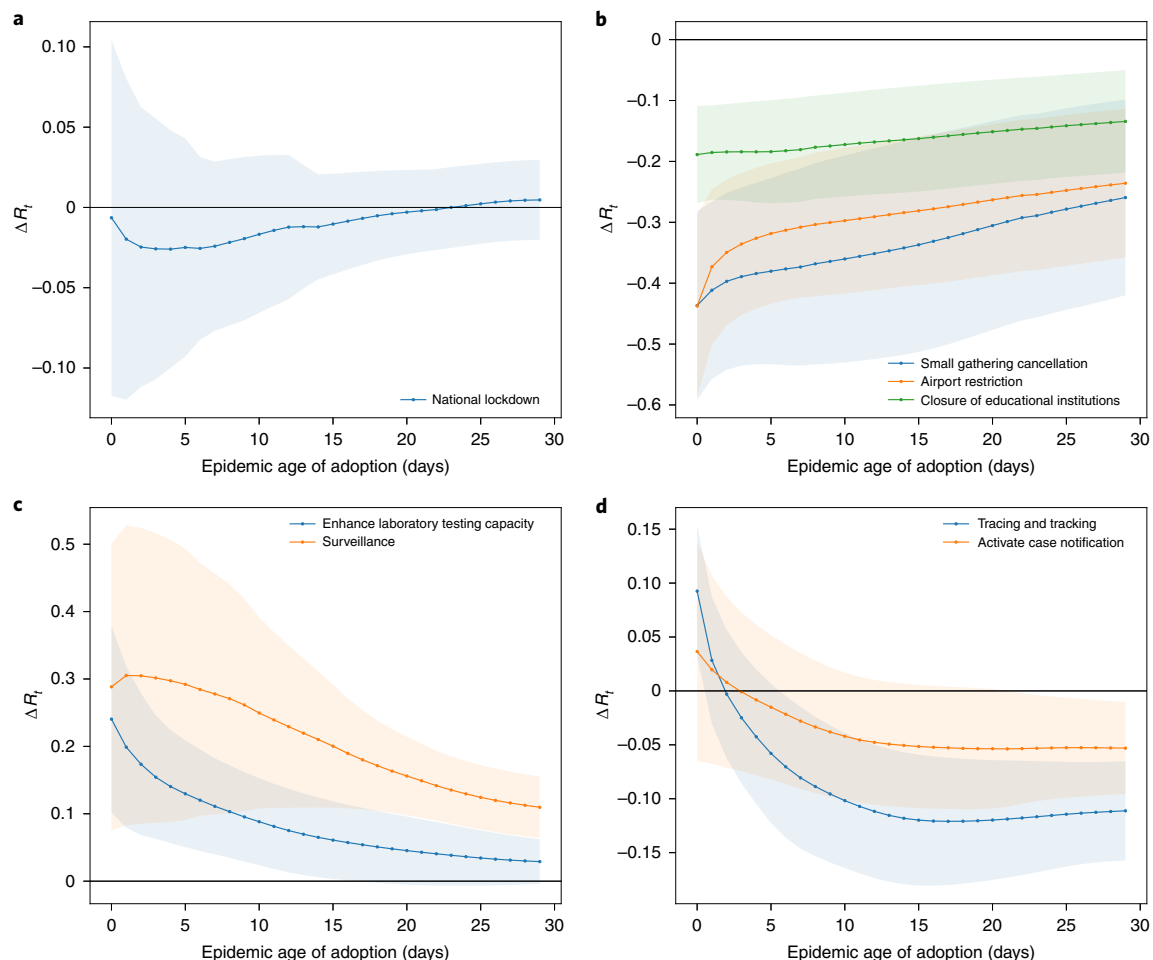 a
0.10
0.05
0
−0.05
−0.10
ΔRt
0 5 10 15 20 25 30
Epidemic age of adoption (days)
National lockdown
b
0
−0.1
−0.2
−0.3
−0.4
−0.5
−0.6
ΔRt
0 5 10 15 20 25 30
Epidemic age of adoption (days)
Small gathering cancellation
Airport restriction
Closure of educational institutions
c
0.5
0.4
0.3
0.2
0.1
0
ΔRt
0 5 10 15 20 25 30
Epidemic age of adoption (days)
Enhance laboratory testing capacity
Surveillance
d
0.15
0.10
0.05
0
−0.05
−0.10
−0.15
ΔRt
0 5 10 15 20 25 30
Epidemic age of adoption (days)
Tracing and tracking
Activate case notification